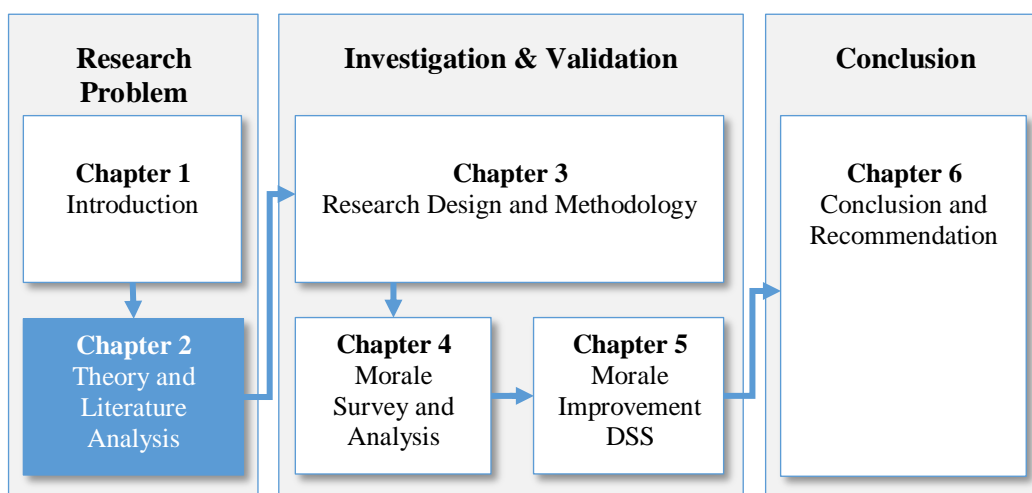 Research
Problem
Chapter 1
Introduction
Chapter 2
Theory and
Literature
Analysis
Investigation & Validation
Chapter 3
Research Design and Methodology
Chapter 4
Morale
Survey and
Analysis
Chapter 5
Morale
Improvement
DSS
Conclusion
Chapter 6
Conclusion and
Recommendation